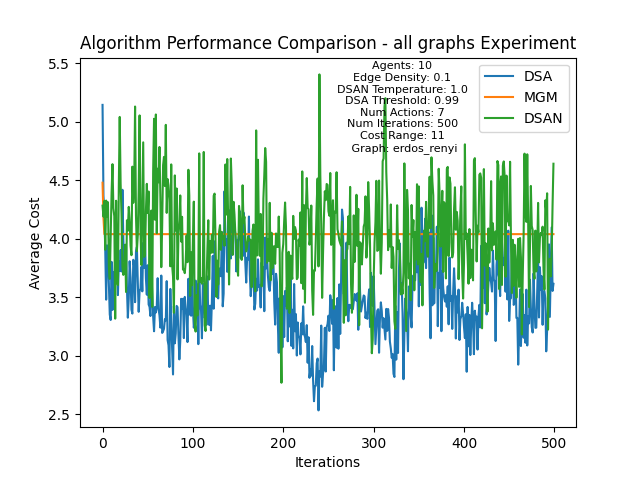 Algorithm Performance Comparison - all graphs Experiment
Agents: 10
Edge Density: 0.1
DSAN Temperature: 1.0
DSA Threshold: 0.99
Num Actions: 7
Num Iterations: 500
Cost Range: 11
Graph: erdos_renyi
DSA
MGM
DSAN
Average Cost
5.5
5.0
4.5
4.0
3.5
3.0
2.5
0
100
200
300
400
500
Iterations